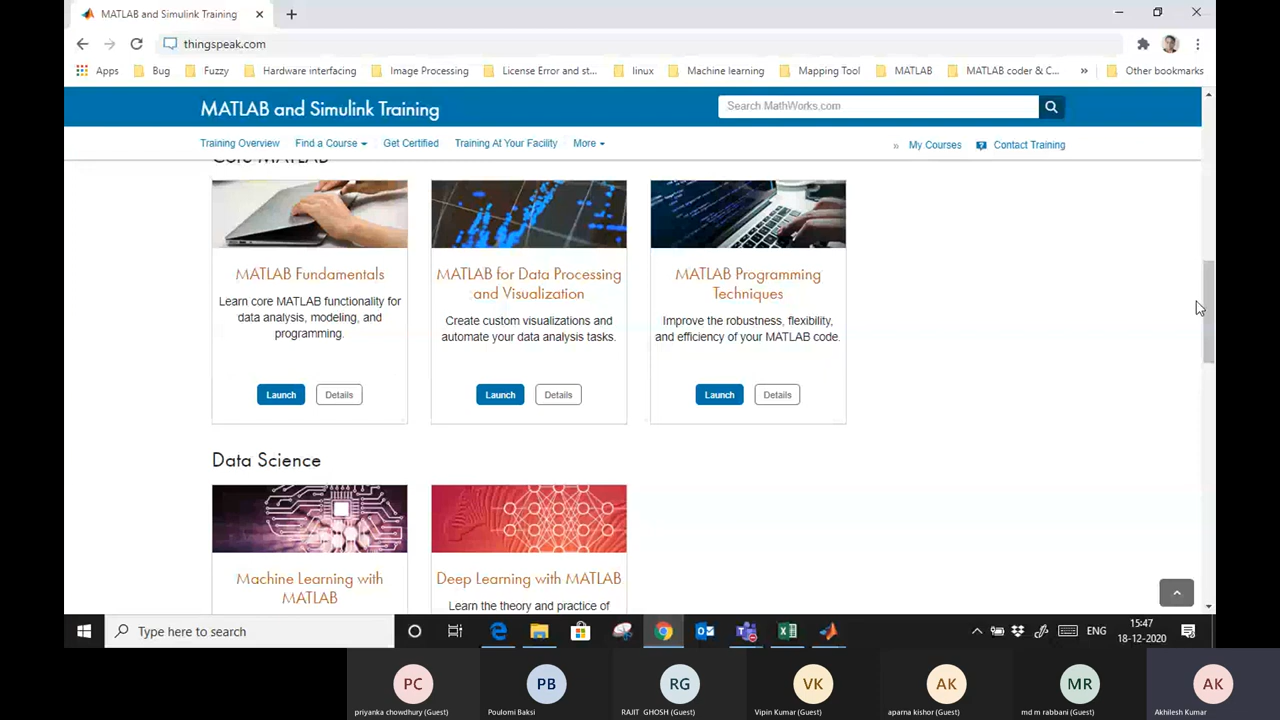 MATLAB and Simulink Training
thingspeak.com
Apps Bug Fuzzy Hardware interfacing Image Processing License Error and st... linux Machine learning Mapping Tool MATLAB MATLAB coder & C... » Other bookmarks
MATLAB and Simulink Training
Search MathWorks.com
Training Overview Find a Course Get Certified Training At Your Facility More » My Courses Contact Training
Core MATLAB
MATLAB Fundamentals
Learn core MATLAB functionality for
data analysis, modeling, and
programming.
Launch Details
MATLAB for Data Processing
and Visualization
Create custom visualizations and
automate your data analysis tasks.
Launch Details
MATLAB Programming
Techniques
Improve the robustness, flexibility,
and efficiency of your MATLAB code.
Launch Details
Data Science
Machine Learning with
MATLAB
Deep Learning with MATLAB
Learn the theory and practice of
Type here to search
ENG
15:47
18-12-2020
PC
priyanka chowdhury (Guest)
PB
Poulomi Baksi
RG
RAJIT GHOSH (Guest)
VK
Vipin Kumar (Guest)
AK
aparna kishor (Guest)
MR
md m rabbani (Guest)
AK
Akhilesh Kumar